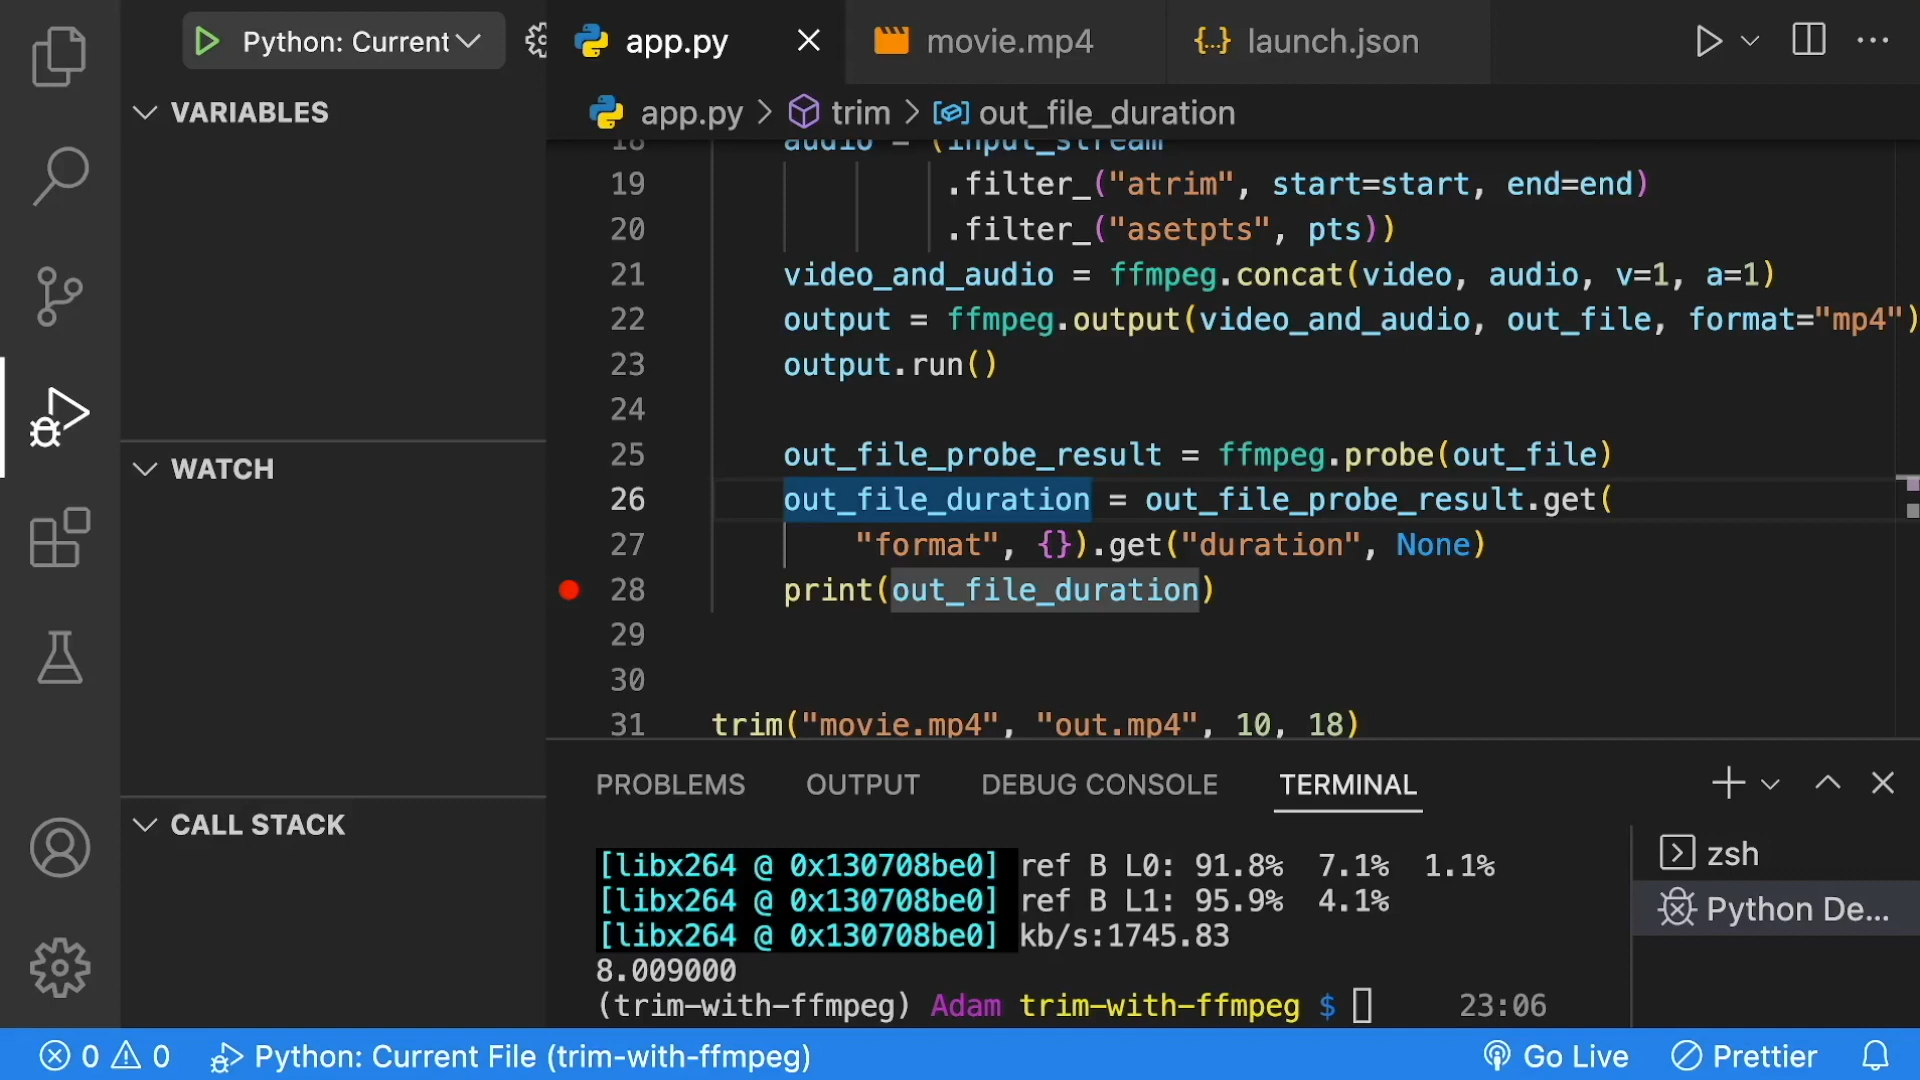 Python: Current
app.py
movie.mp4
{..} launch.json
VARIABLES
app.py > trim > out_file_duration
18 audio = (input_stream
19 .filter_("atrim", start=start, end=end)
20 .filter_("asetpts", pts))
21 video_and_audio = ffmpeg.concat(video, audio, v=1, a=1)
22 output = ffmpeg.output(video_and_audio, out_file, format="mp4")
23 output.run()
24
25 out_file_probe_result = ffmpeg.probe(out_file)
26 out_file_duration = out_file_probe_result.get(
27 "format", {}).get("duration", None)
28 print(out_file_duration)
29
30
31 trim("movie.mp4", "out.mp4", 10, 18)
WATCH
CALL STACK
PROBLEMS
OUTPUT
DEBUG CONSOLE
TERMINAL
[libx264 @ 0x130708be0] ref B L0: 91.8% 7.1% 1.1%
[libx264 @ 0x130708be0] ref B L1: 95.9% 4.1%
[libx264 @ 0x130708be0] kb/s:1745.83
8.009000
(trim-with-ffmpeg) Adam trim-with-ffmpeg $ 23:06
zsh
Python De...
0 0 Python: Current File (trim-with-ffmpeg)
Go Live
Prettier